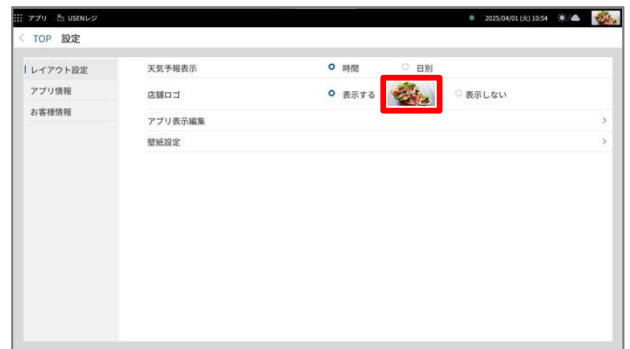 アプリ USENレジ 2025/04/01 (火) 10:54
TOP 設定
レイアウト設定
アプリ情報
お客様情報
天気予報表示 時間 日別
店舗ロゴ 表示する 表示しない
アプリ表示編集
壁紙設定